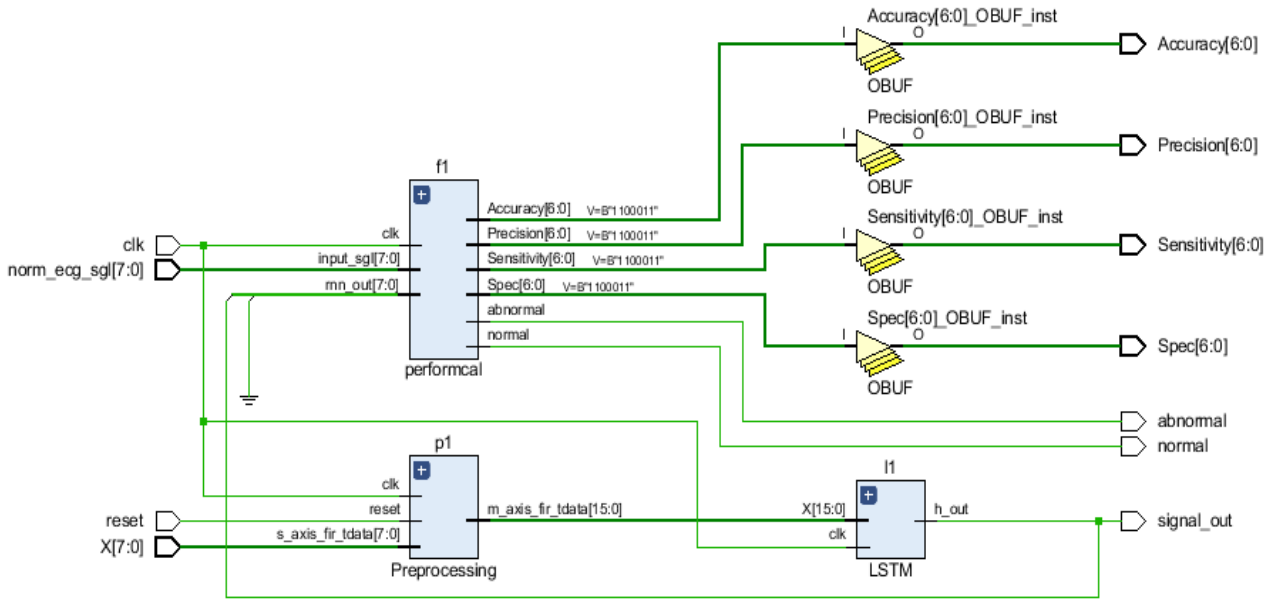 Accuracy[6:0]_OBUF_inst
I
O
Accuracy[6:0]
OBUF
Precision[6:0]_OBUF_inst
I
O
Precision[6:0]
OBUF
f1
Accuracy[6:0] V=B"1100011"
Precision[6:0] V=B"1100011"
Sensitivity[6:0] V=B"1100011"
Spec[6:0] V=B"1100011"
abnormal
normal
clk
input_sgl[7:0]
rnn_out[7:0]
performcal
clk
norm_ecg_sgl[7:0]
Sensitivity[6:0]_OBUF_inst
I
O
Sensitivity[6:0]
OBUF
Spec[6:0]_OBUF_inst
I
O
Spec[6:0]
OBUF
abnormal
normal
p1
clk
reset
s_axis_fir_tdata[7:0]
m_axis_fir_tdata[15:0]
Preprocessing
reset
X[7:0]
l1
X[15:0]
clk
h_out
LSTM
signal_out